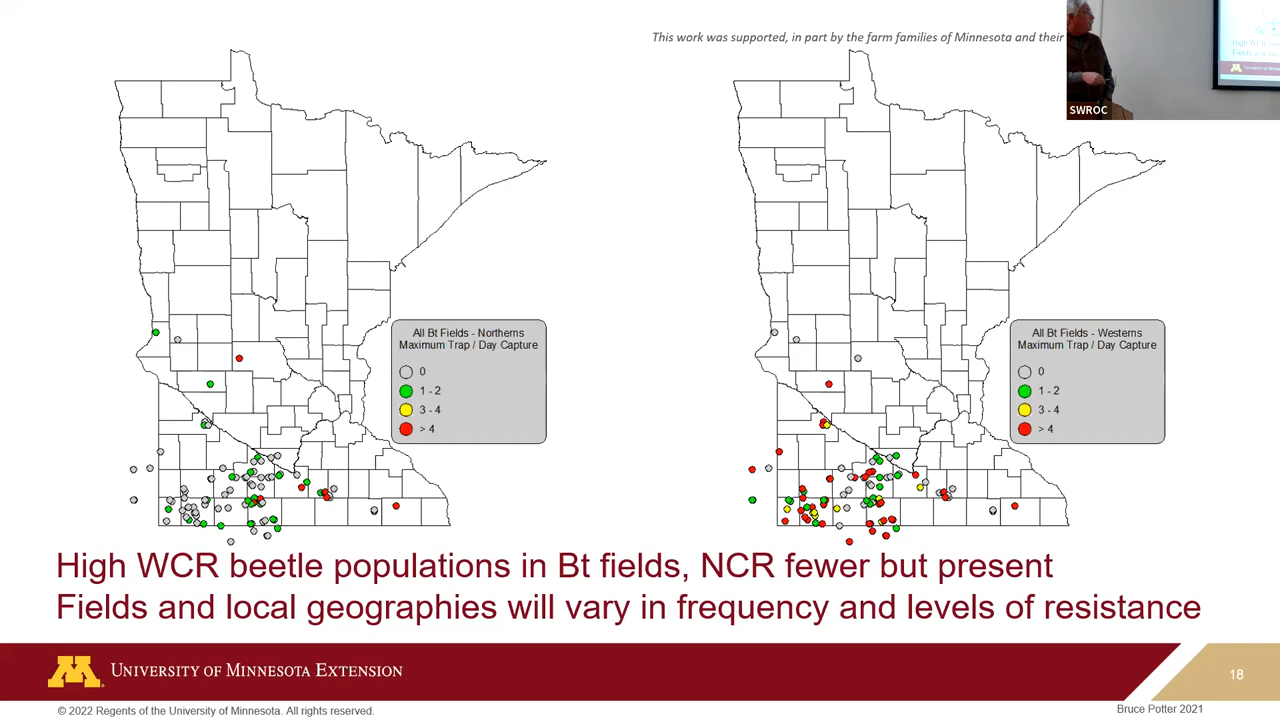 This work was supported, in part by the farm families of Minnesota and their
SWROC
All Bt Fields - Northerns
Maximum Trap / Day Capture
0
1 - 2
3 - 4
> 4
All Bt Fields - Westerns
Maximum Trap / Day Capture
0
1 - 2
3 - 4
> 4
High WCR beetle populations in Bt fields, NCR fewer but present
Fields and local geographies will vary in frequency and levels of resistance
UNIVERSITY OF MINNESOTA EXTENSION
18
© 2022 Regents of the University of Minnesota. All rights reserved.
Bruce Potter 2021